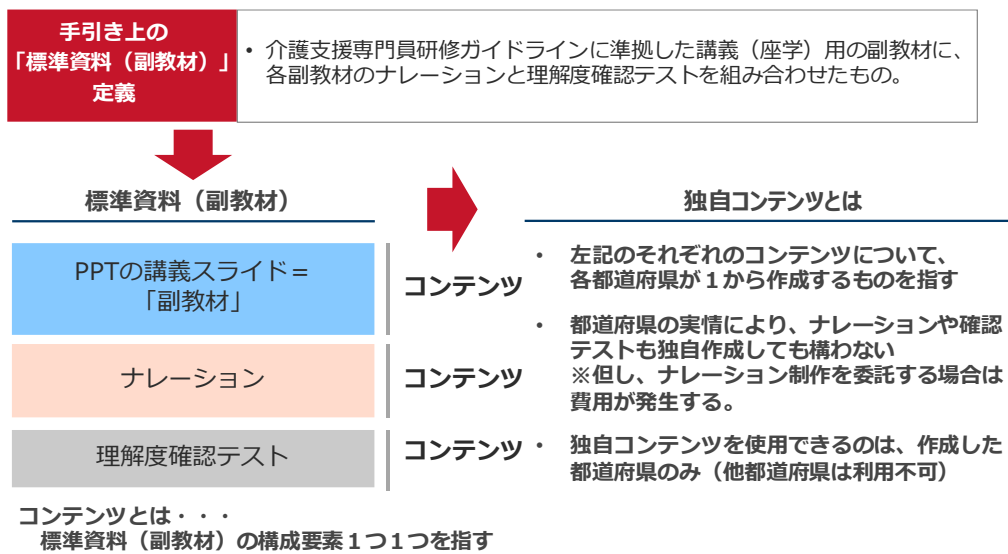 手引き上の
「標準資料（副教材）」
定義
• 介護支援専門員研修ガイドラインに準拠した講義（座学）用の副教材に、
各副教材のナレーションと理解度確認テストを組み合わせたもの。
標準資料（副教材）
PPTの講義スライド＝
「副教材」
コンテンツ
ナレーション
コンテンツ
理解度確認テスト
コンテンツ
コンテンツとは・・・
標準資料（副教材）の構成要素１つ１つを指す
独自コンテンツとは
• 左記のそれぞれのコンテンツについて、
各都道府県が１から作成するものを指す
• 都道府県の実情により、ナレーションや確認
テストも独自作成しても構わない
※但し、ナレーション制作を委託する場合は
費用が発生する。
• 独自コンテンツを使用できるのは、作成した
都道府県のみ（他都道府県は利用不可）